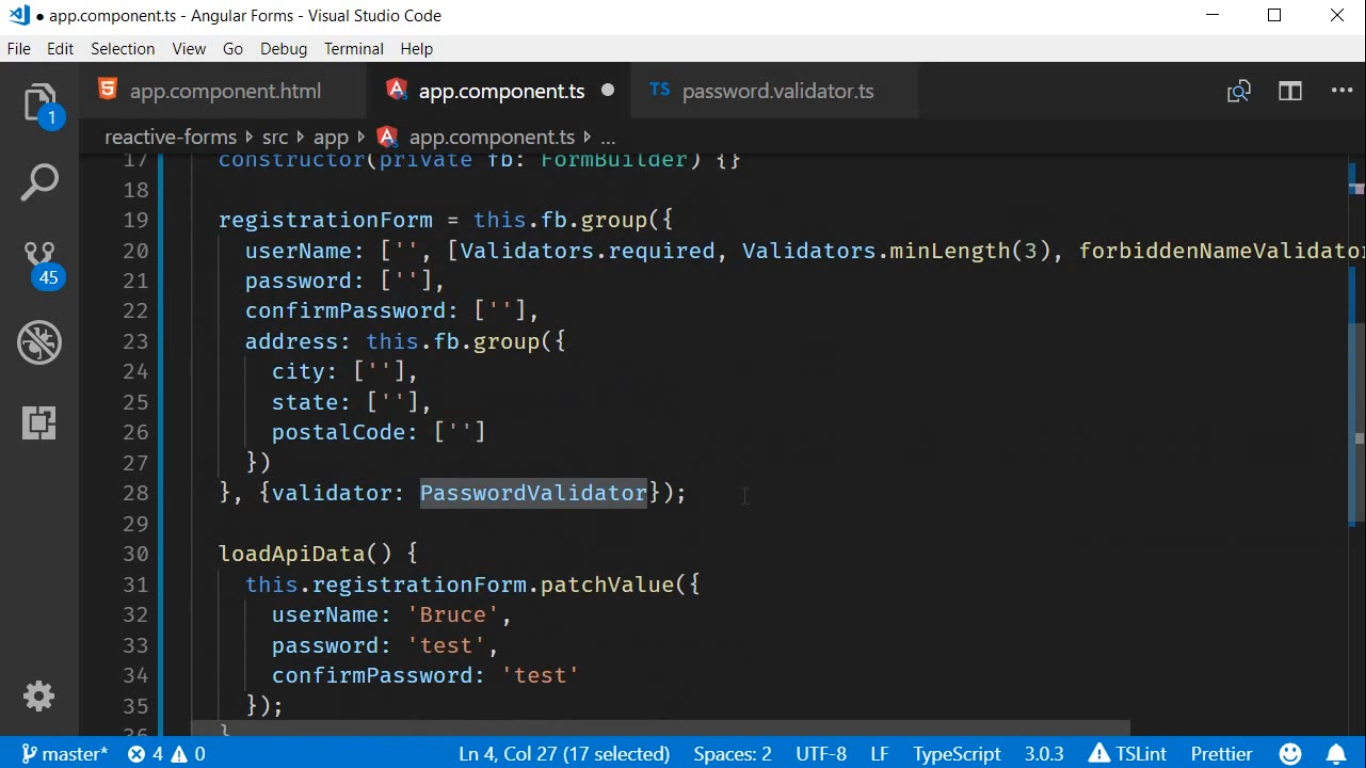 app.component.ts - Angular Forms - Visual Studio Code
File Edit Selection View Go Debug Terminal Help
app.component.html app.component.ts TS password.validator.ts
1
reactive-forms src app app.component.ts ...
17 constructor(private fb: FormBuilder) {}
18
19 registrationForm = this.fb.group({
20 userName: ['', [Validators.required, Validators.minLength(3), forbiddenNameValidator
21 password: [''],
22 confirmPassword: [''],
23 address: this.fb.group({
24 city: [''],
25 state: [''],
26 postalCode: ['']
27 })
28 }, {validator: PasswordValidator});
29
30 loadApiData() {
31 this.registrationForm.patchValue({
32 userName: 'Bruce',
33 password: 'test',
34 confirmPassword: 'test'
35 });
36 }
45
master* 4 0 Ln 4, Col 27 (17 selected) Spaces: 2 UTF-8 LF TypeScript 3.0.3 TSLint Prettier